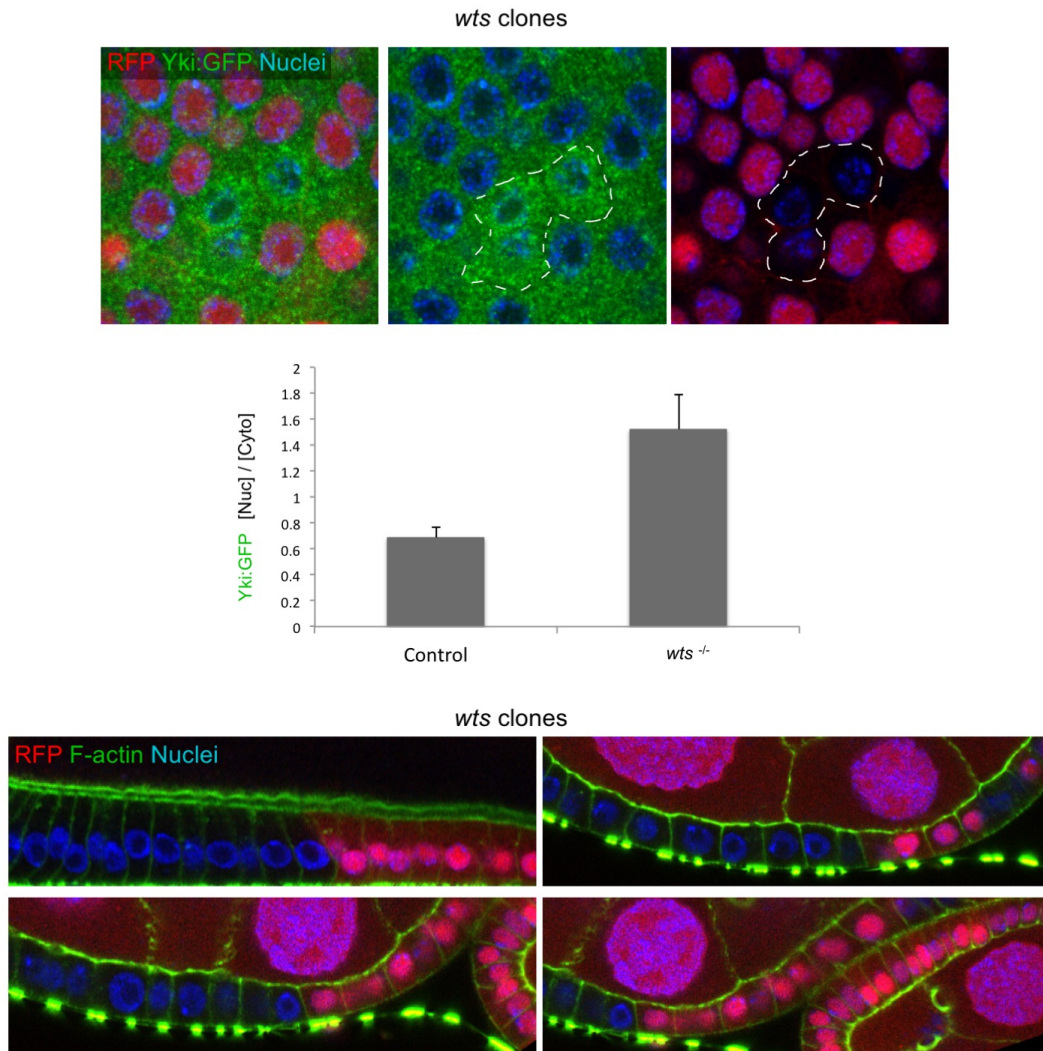 wts clones
RFP Yki:GFP Nuclei
Yki:GFP [Nuc] / [Cyto]
2
1.8
1.6
1.4
1.2
1
0.8
0.6
0.4
0.2
0
Control wts -/-
wts clones
RFP F-actin Nuclei